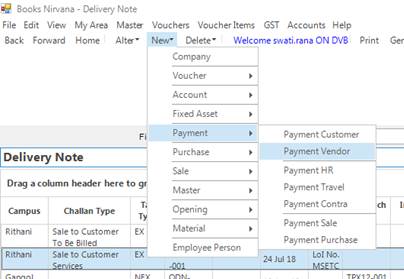 Books Nirvana - Delivery Note
File Edit View My Area Master Vouchers Voucher Items GST Accounts Help
Back Forward Home Alter New Delete Welcome swati.rana ON DVB Print Gen
Company
Voucher
Account
Fixed Asset
Payment
Purchase
Sale
Master
Opening
Material
Employee Person
Payment Customer
Payment Vendor
Payment HR
Payment Travel
Payment Contra
Payment Sale
Payment Purchase
Fi
Delivery Note
Drag a column header here to gr
Campus Challan Type Ta Ty ch In
Rithani Sale to Customer To Be Billed EX
Rithani Sale to Customer Services EX -001 24 Jul 18 LoI No. MSETC
Gangol NEX ODN- TPX12-001